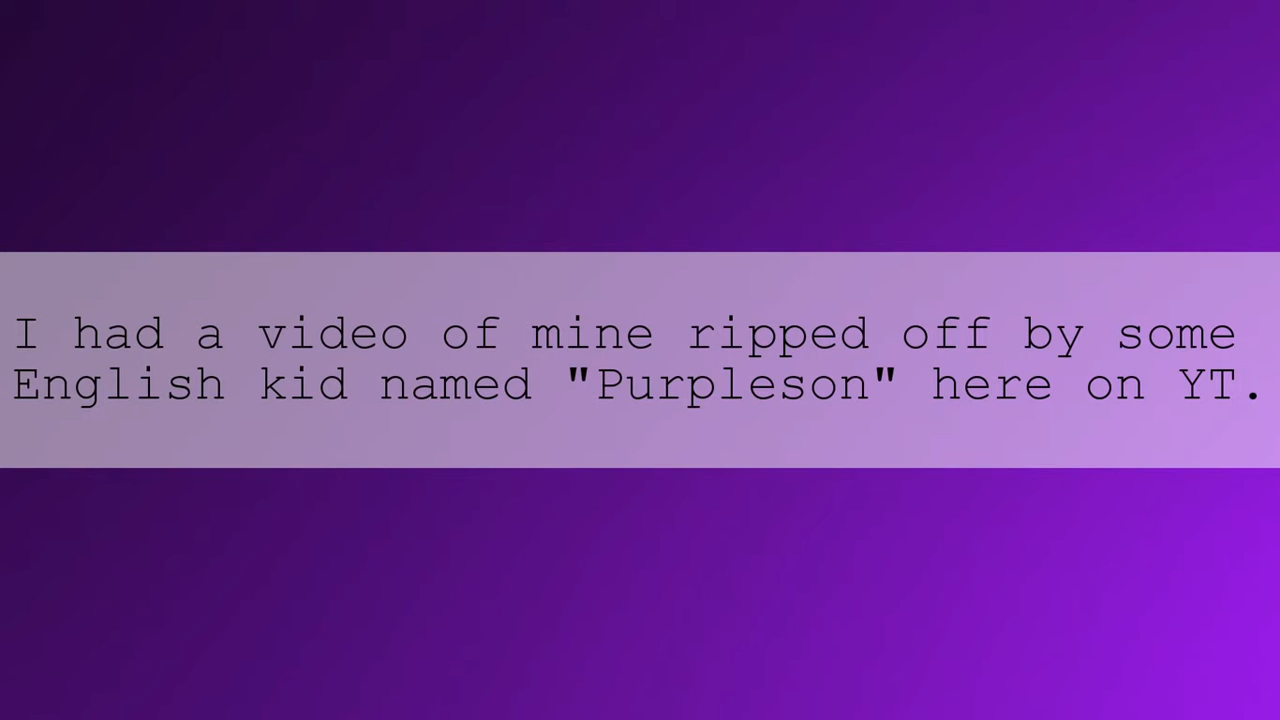 I had a video of mine ripped off by some
English kid named "Purpleson" here on YT.